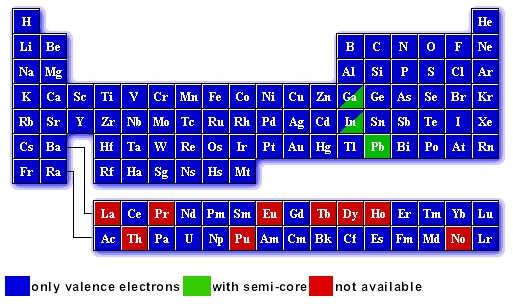 H He
Li Be B C N O F Ne
Na Mg Al Si P S Cl Ar
K Ca Sc Ti V Cr Mn Fe Co Ni Cu Zn Ga Ge As Se Br Kr
Rb Sr Y Zr Nb Mo Tc Ru Rh Pd Ag Cd In Sn Sb Te I Xe
Cs Ba Hf Ta W Re Os Ir Pt Au Hg Tl Pb Bi Po At Rn
Fr Ra Rf Ha Sg Ns Hs Mt
La Ce Pr Nd Pm Sm Eu Gd Tb Dy Ho Er Tm Yb Lu
Ac Th Pa U Np Pu Am Cm Bk Cf Es Fm Md No Lr
only valence electrons with semi-core not available